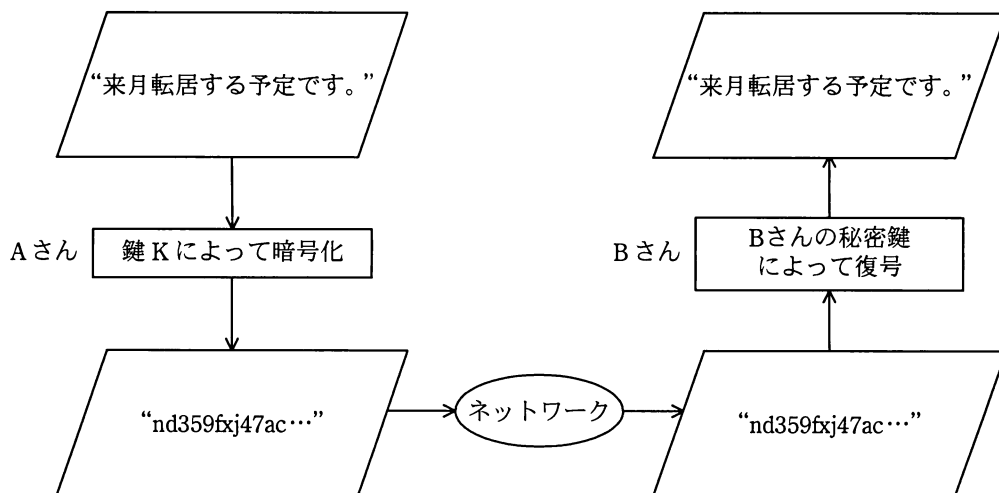 “来月転居する予定です。”
“来月転居する予定です。”
Aさん
鍵Kによって暗号化
Bさん
Bさんの秘密鍵
によって復号
“nd359fxj47ac…”
ネットワーク
“nd359fxj47ac…”